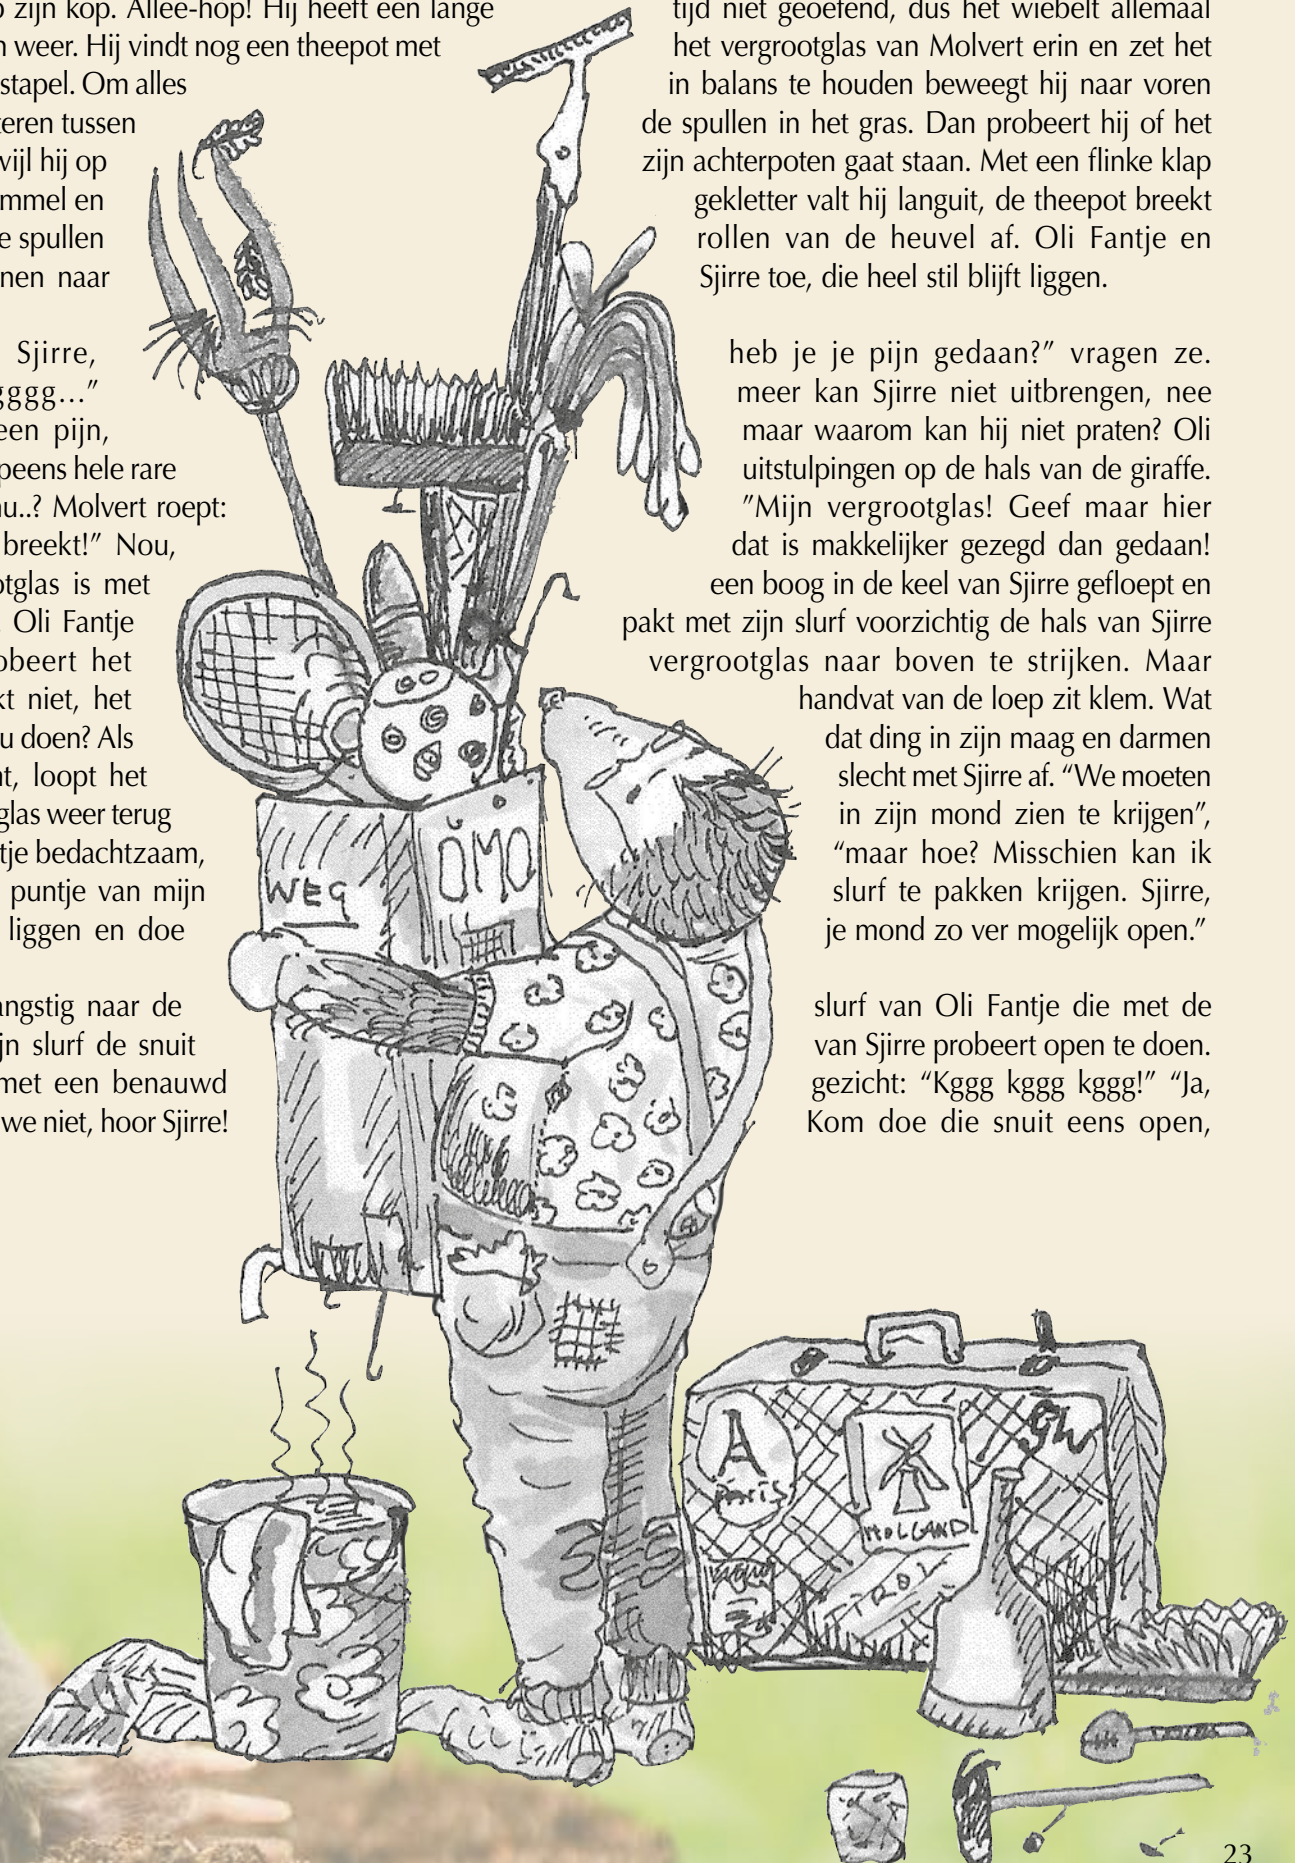 p zijn kop. Allee-hop! Hij heeft een lange tijd niet geoefend, dus het wiebelt allemaal
n weer. Hij vindt nog een theepot met het vergrootglas van Molvert erin en zet het
stapel. Om alles in balans te houden beweegt hij naar voren
teren tussen de spullen in het gras. Dan probeert hij of het
wijl hij op zijn achterpoten gaat staan. Met een flinke klap
mmel en gekletter valt hij languit, de theepot breekt
e spullen rollen van de heuvel af. Oli Fantje en
nen naar Sjirre toe, die heel stil blijft liggen.
Sjirre, heb je je pijn gedaan?” vragen ze.
gggg…” meer kan Sjirre niet uitbrengen, nee
een pijn, maar waarom kan hij niet praten? Oli
peens hele rare uitstulpingen op de hals van de giraffe.
nu..? Molvert roept: ”Mijn vergrootglas! Geef maar hier
breekt!” Nou, dat is makkelijker gezegd dan gedaan!
otglas is met een boog in de keel van Sjirre gefloept en
Oli Fantje pakt met zijn slurf voorzichtig de hals van Sjirre
obeert het vergrootglas naar boven te strijken. Maar
kt niet, het handvat van de loep zit klem. Wat
u doen? Als dat ding in zijn maag en darmen
nt, loopt het slecht met Sjirre af. “We moeten
glas weer terug in zijn mond zien te krijgen”,
tje bedachtzaam, “maar hoe? Misschien kan ik
puntje van mijn slurf te pakken krijgen. Sjirre,
liggen en doe je mond zo ver mogelijk open.”
angstig naar de slurf van Oli Fantje die met de
jn slurf de snuit van Sjirre probeert open te doen.
met een benauwd gezicht: “Kggg kggg kggg!” “Ja,
we niet, hoor Sjirre! Kom doe die snuit eens open,
WEG
OMO
A
Paris
HOLLAND
GW
TIROL
23